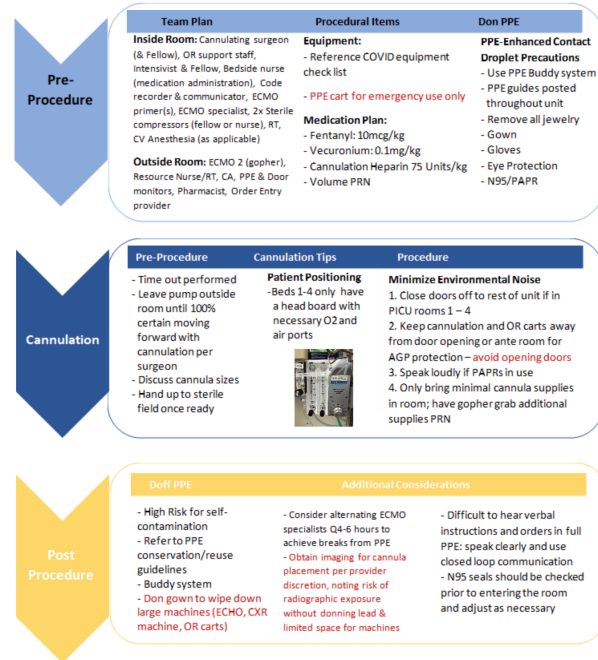 Pre-
Procedure
Team Plan
Inside Room: Cannulating surgeon
(& Fellow), OR support staff,
Intensivist & Fellow, Bedside nurse
(medication administration), Code
recorder & communicator, ECMO
primer(s), ECMO specialist, 2x Sterile
compressors (fellow or nurse), RT,
CV Anesthesia (as applicable)
Outside Room: ECMO 2 (gopher),
Resource Nurse/RT, CA, PPE & Door
monitors, Pharmacist, Order Entry
provider
Procedural Items
Equipment:
- Reference COVID equipment
check list
- PPE cart for emergency use only
Medication Plan:
- Fentanyl: 10mcg/kg
- Vecuronium: 0.1mg/kg
- Cannulation Heparin 75 Units/kg
- Volume PRN
Don PPE
PPE-Enhanced Contact
Droplet Precautions
- Use PPE Buddy system
- PPE guides posted
throughout unit
- Remove all jewelry
- Gown
- Gloves
- Eye Protection
- N95/PAPR
Cannulation
Pre-Procedure
- Time out performed
- Leave pump outside
room until 100%
certain moving
forward with
cannulation per
surgeon
- Discuss cannula sizes
- Hand up to sterile
field once ready
Cannulation Tips
Patient Positioning
-Beds 1-4 only have
a head board with
necessary O2 and
air ports
Procedure
Minimize Environmental Noise
1. Close doors off to rest of unit if in
PICU rooms 1 – 4
2. Keep cannulation and OR carts away
from door opening or ante room for
AGP protection – avoid opening doors
3. Speak loudly if PAPRs in use
4. Only bring minimal cannula supplies
in room; have gopher grab additional
supplies PRN
Post
Procedure
Doff PPE
- High Risk for self-
contamination
- Refer to PPE
conservation/reuse
guidelines
- Buddy system
- Don gown to wipe down
large machines (ECHO, CXR
machine, OR carts)
Additional Considerations
- Consider alternating ECMO
specialists Q4-6 hours to
achieve breaks from PPE
- Obtain imaging for cannula
placement per provider
discretion, noting risk of
radiographic exposure
without donning lead &
limited space for machines
- Difficult to hear verbal
instructions and orders in full
PPE: speak clearly and use
closed loop communication
- N95 seals should be checked
prior to entering the room
and adjust as necessary